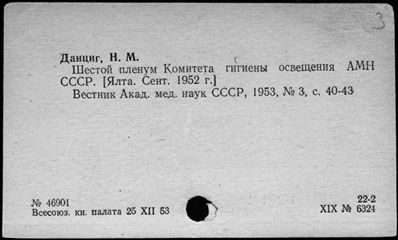 3
Данциг, Н. М.
Шестой пленум Комитета гигиены освещения АМН
СССР. [Ялта. Сент. 1952 г.]
Вестник Акад. мед. наук СССР, 1953, № 3, с. 40-43
№ 46901
Всесоюз. кн. палата 25 XII 53
22-2
XIX № 6324